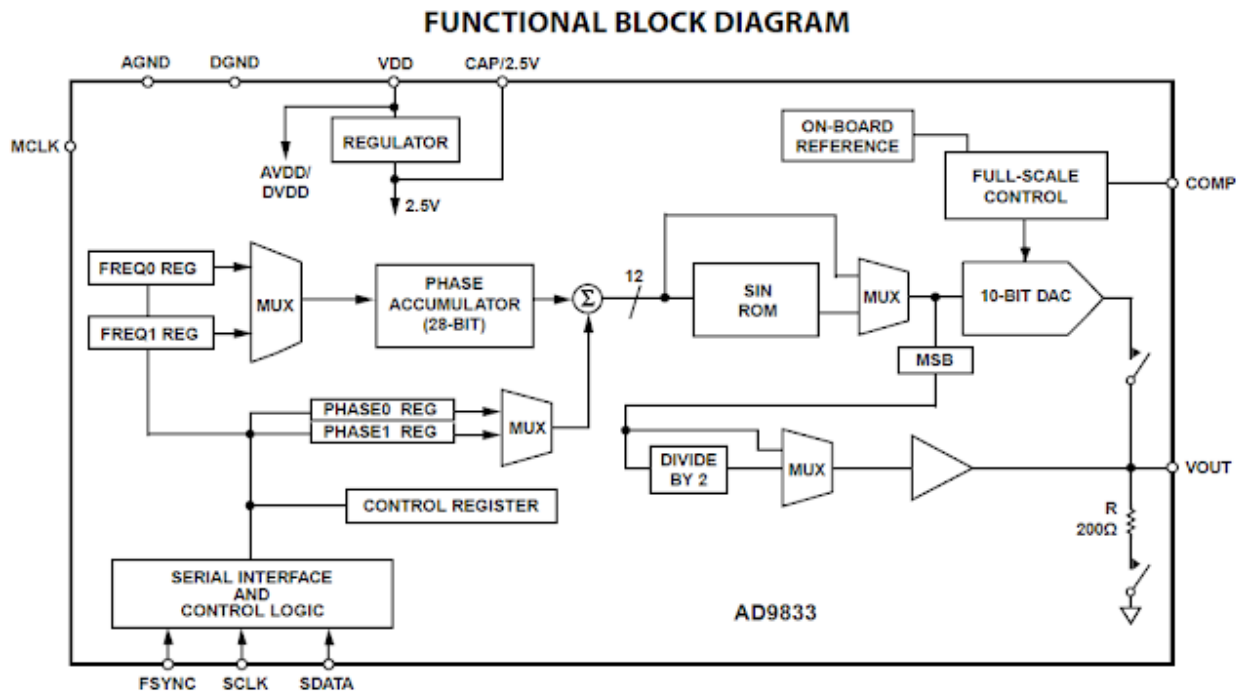 FUNCTIONAL BLOCK DIAGRAM
AGND
DGND
VDD
CAP/2.5V
MCLK
REGULATOR
AVDD/
DVDD
2.5V
ON-BOARD
REFERENCE
FULL-SCALE
CONTROL
COMP
FREQ0 REG
FREQ1 REG
MUX
PHASE
ACCUMULATOR
(28-BIT)
Σ
12
SIN
ROM
MUX
10-BIT DAC
MSB
PHASE0 REG
PHASE1 REG
MUX
DIVIDE
BY 2
MUX
VOUT
R
200Ω
CONTROL REGISTER
SERIAL INTERFACE
AND
CONTROL LOGIC
AD9833
FSYNC
SCLK
SDATA